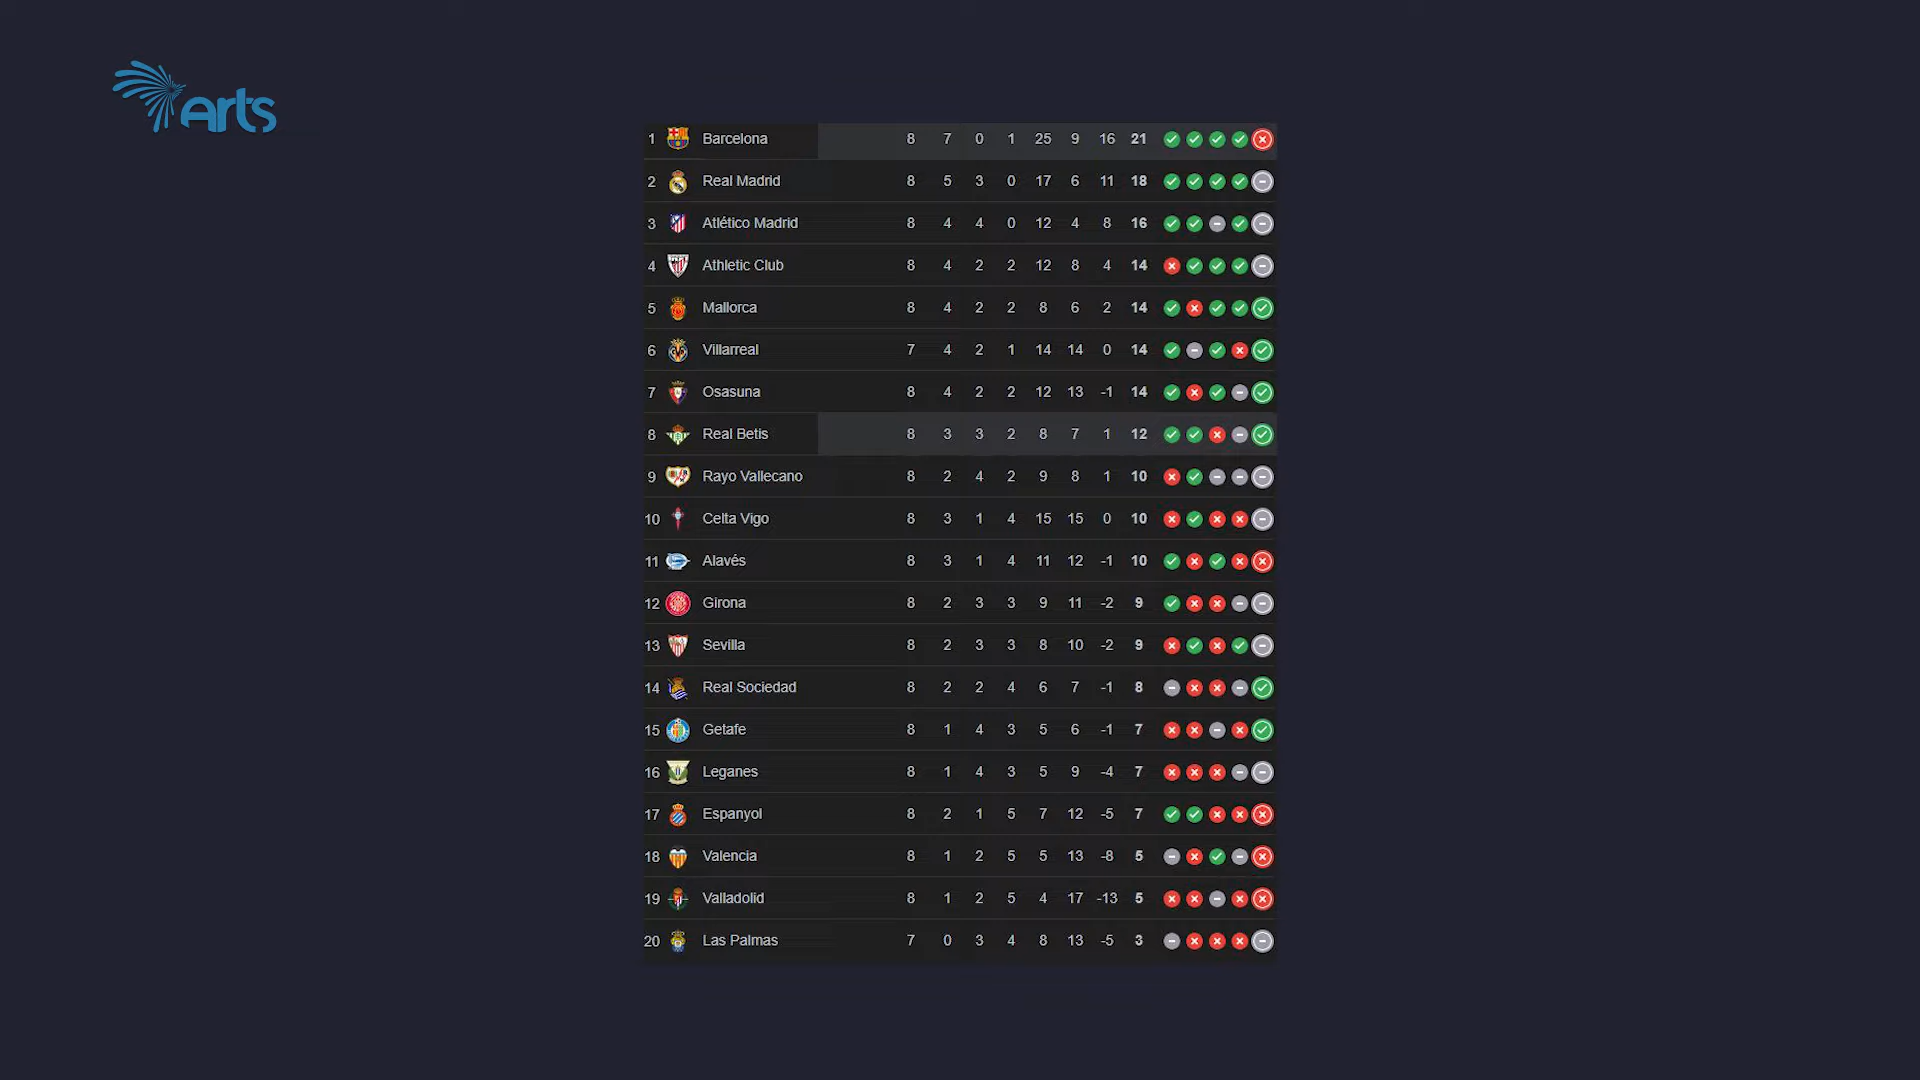 arts
1 Barcelona 8 7 0 1 25 9 16 21
2 Real Madrid 8 5 3 0 17 6 11 18
3 Atlético Madrid 8 4 4 0 12 4 8 16
4 Athletic Club 8 4 2 2 12 8 4 14
5 Mallorca 8 4 2 2 8 6 2 14
6 Villarreal 7 4 2 1 14 14 0 14
7 Osasuna 8 4 2 2 12 13 -1 14
8 Real Betis 8 3 3 2 8 7 1 12
9 Rayo Vallecano 8 2 4 2 9 8 1 10
10 Celta Vigo 8 3 1 4 15 15 0 10
11 Alavés 8 3 1 4 11 12 -1 10
12 Girona 8 2 3 3 9 11 -2 9
13 Sevilla 8 2 3 3 8 10 -2 9
14 Real Sociedad 8 2 2 4 6 7 -1 8
15 Getafe 8 1 4 3 5 6 -1 7
16 Leganes 8 1 4 3 5 9 -4 7
17 Espanyol 8 2 1 5 7 12 -5 7
18 Valencia 8 1 2 5 5 13 -8 5
19 Valladolid 8 1 2 5 4 17 -13 5
20 Las Palmas 7 0 3 4 8 13 -5 3